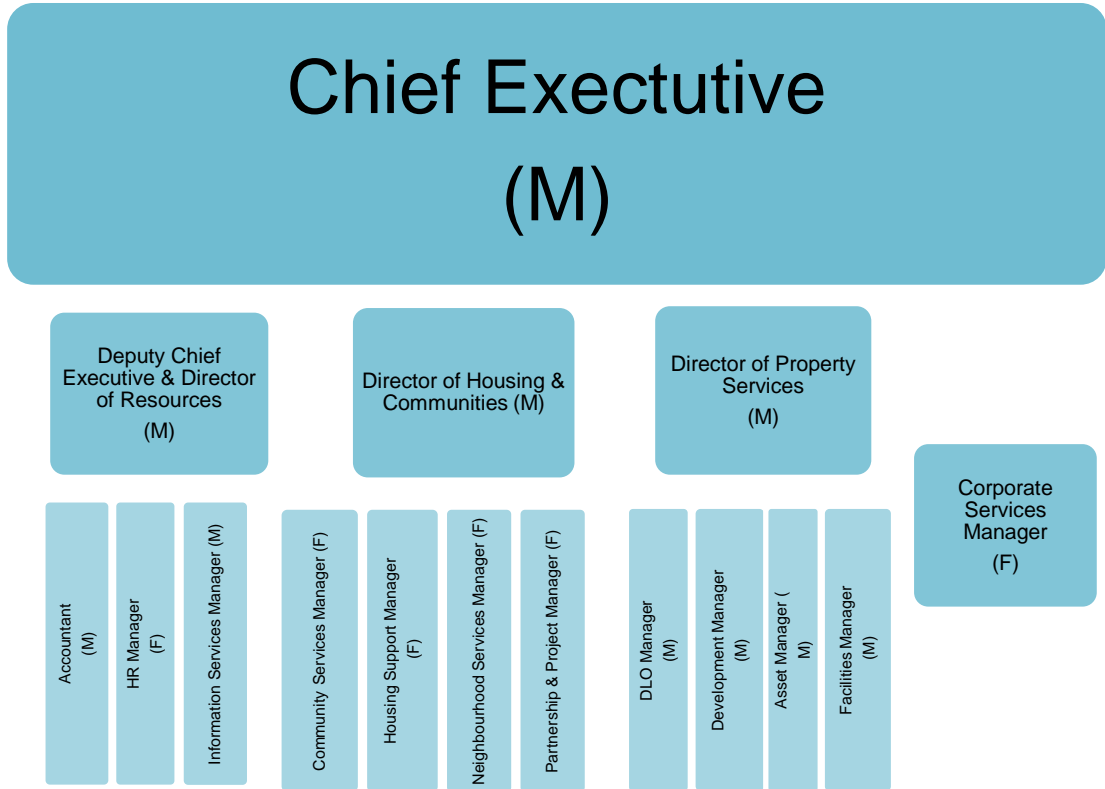 Chief Exectutive
(M)
Deputy Chief
Executive & Director
of Resources
(M)
Director of Housing &
Communities (M)
Director of Property
Services
(M)
Corporate
Services
Manager
(F)
Accountant
(M)
HR Manager
(F)
Information Services Manager (M)
Community Services Manager (F)
Housing Support Manager
(F)
Neighbourhood Services Manager (F)
Partnership & Project Manager (F)
DLO Manager
(M)
Development Manager
(M)
Asset Manager (
M)
Facilities Manager
(M)